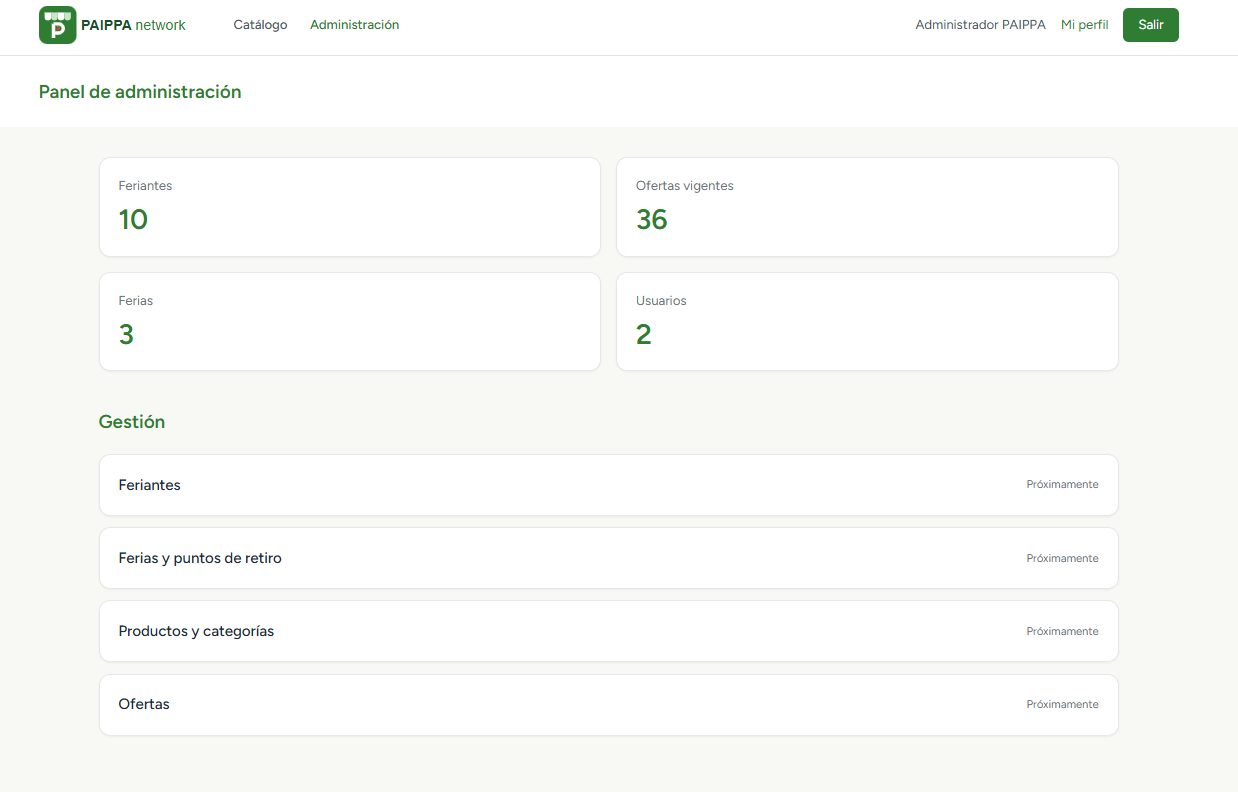 PAIPPA network Catálogo Administración Administrador PAIPPA Mi perfil Salir
Panel de administración
Feriantes Ofertas vigentes
10 36
Ferias Usuarios
3 2
Gestión
Feriantes Próximamente
Ferias y puntos de retiro Próximamente
Productos y categorías Próximamente
Ofertas Próximamente